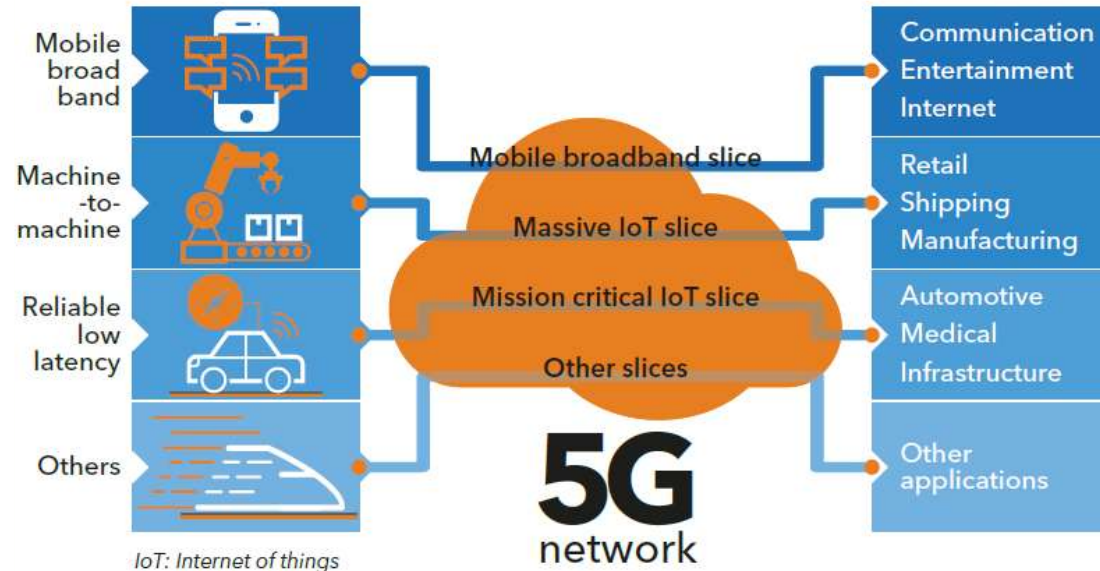 Mobile
broad
band
Machine
-to-
machine
Reliable
low
latency
Others
IoT: Internet of things
Mobile broadband slice
Massive IoT slice
Mission critical IoT slice
Other slices
5G
network
Communication
Entertainment
Internet
Retail
Shipping
Manufacturing
Automotive
Medical
Infrastructure
Other
applications